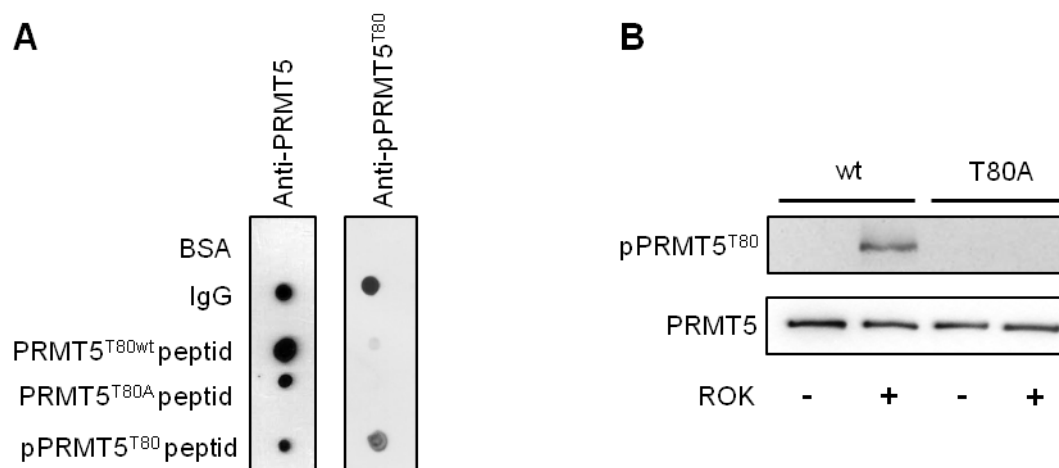 A
Anti-PRMT5
Anti-pPRMT5T80
BSA
IgG
PRMT5T80wt peptid
PRMT5T80A peptid
pPRMT5T80 peptid
B
wt T80A
pPRMT5T80
PRMT5
ROK - + - +